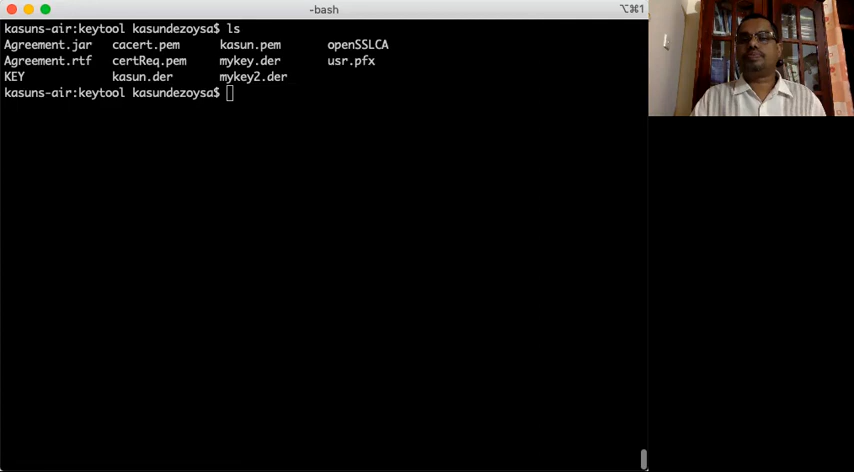 -bash
⌥⌘1
kasuns-air:keytool kasundezoysa$ ls
Agreement.jar cacert.pem kasun.pem openSSLCA
Agreement.rtf certReq.pem mykey.der usr.pfx
KEY kasun.der mykey2.der
kasuns-air:keytool kasundezoysa$